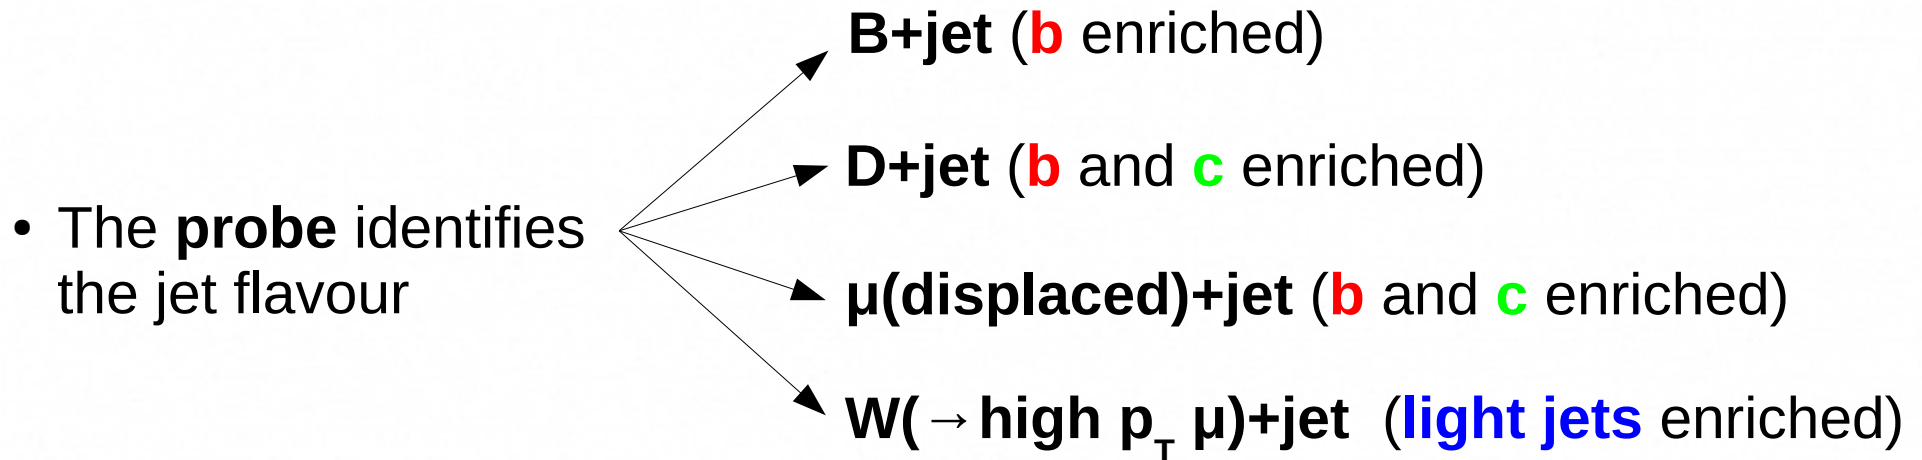 B+jet (b enriched)
D+jet (b and c enriched)
• The probe identifies
the jet flavour
μ(displaced)+jet (b and c enriched)
W(→high pT μ)+jet (light jets enriched)